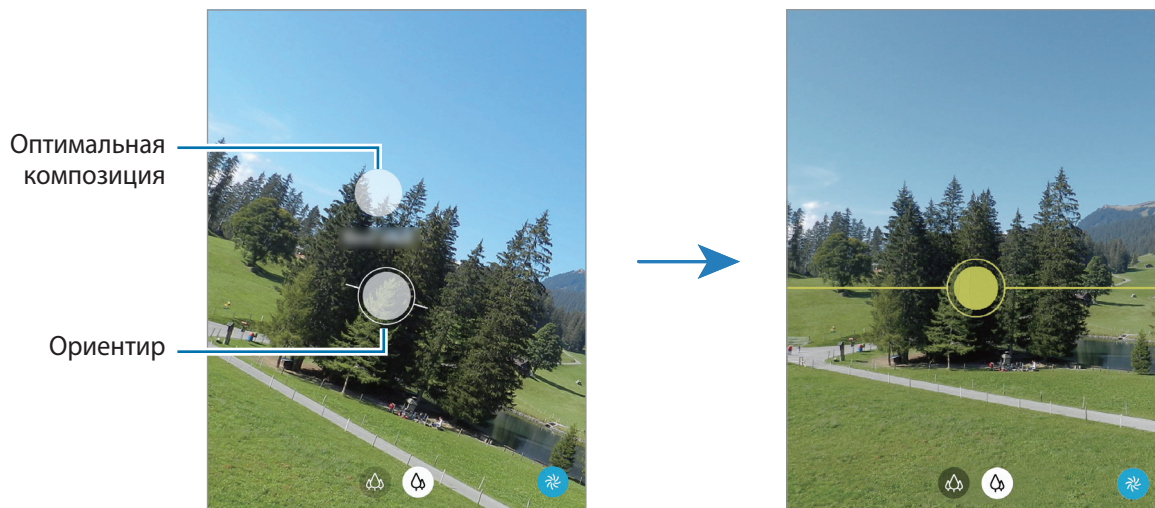 Оптимальная
композиция
Ориентир